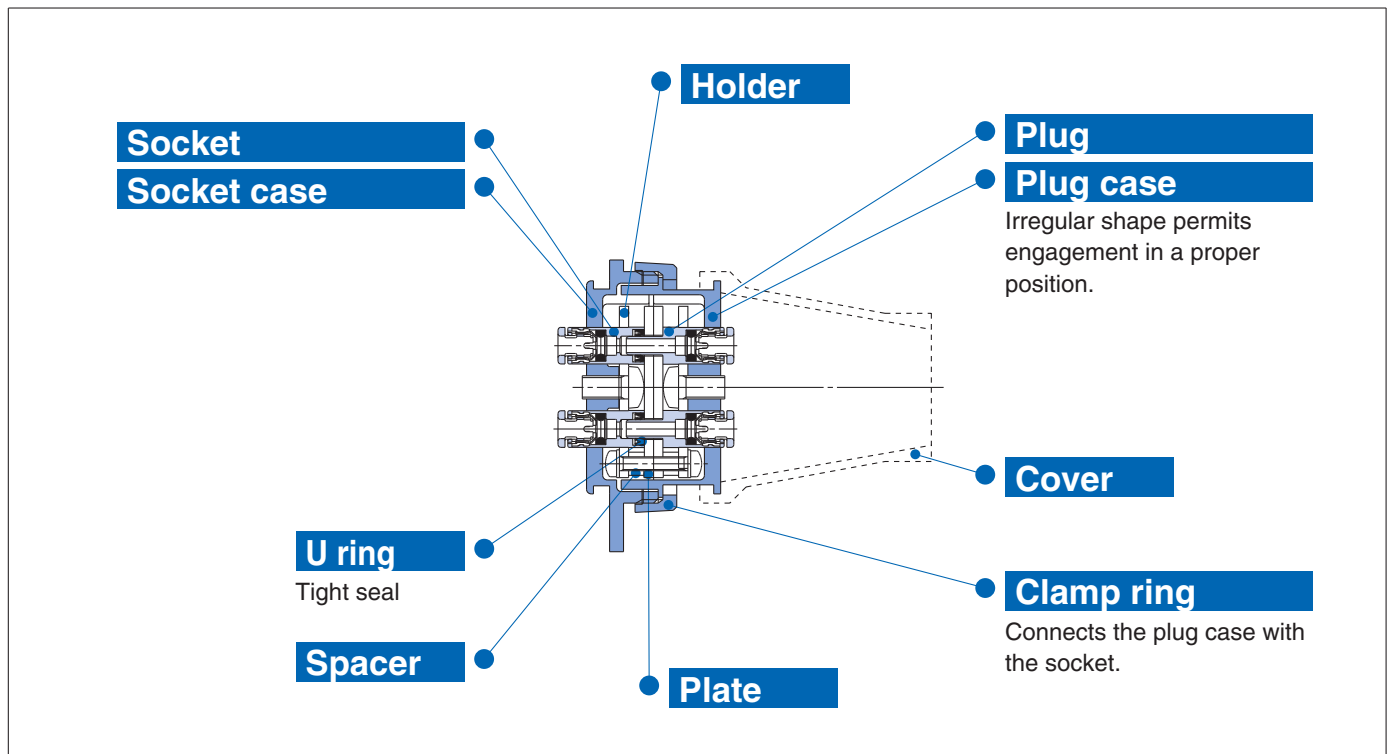 Holder
Socket
Socket case
Plug
Plug case
Irregular shape permits
engagement in a proper
position.
Cover
U ring
Tight seal
Clamp ring
Connects the plug case with
the socket.
Spacer
Plate